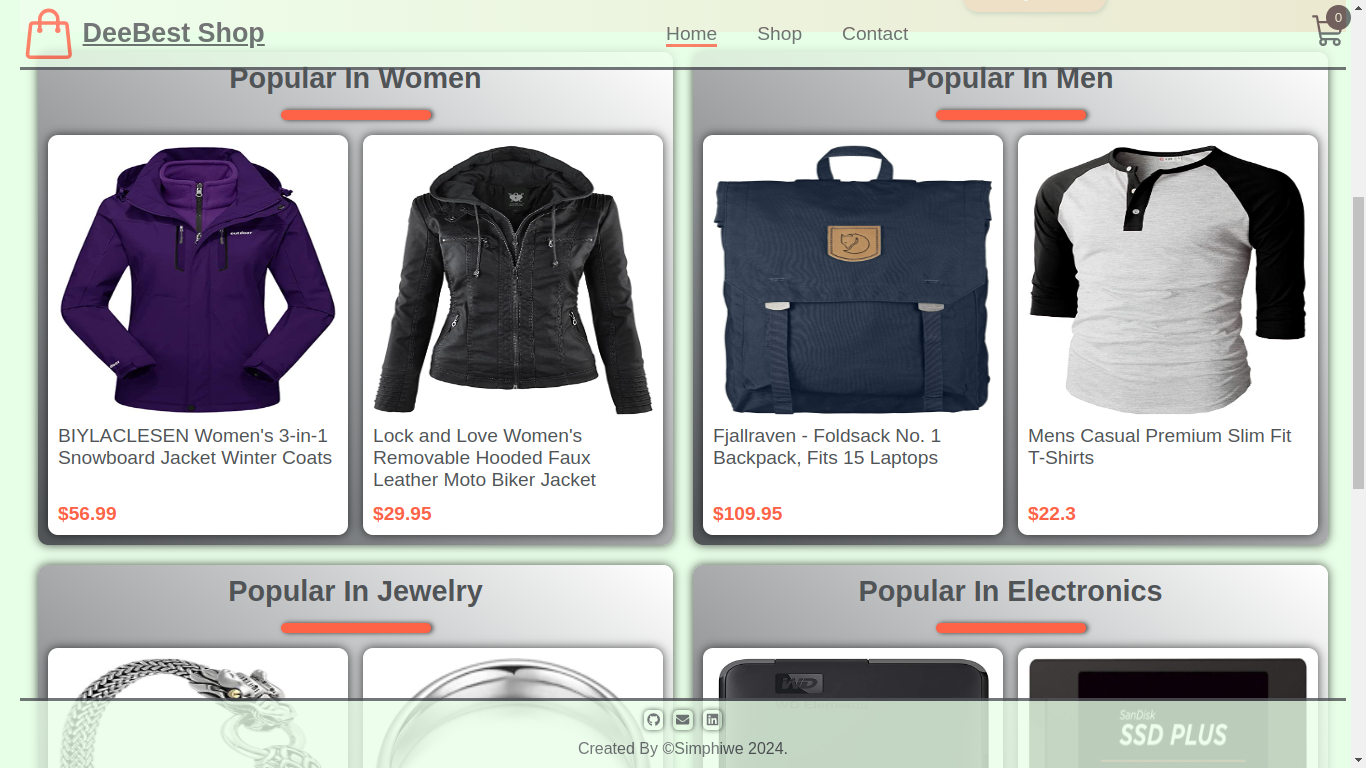 DeeBest Shop
Home
Shop
Contact
0
Popular In Women
Popular In Men
outdoor
BIYLACLESEN Women's 3-in-1
Snowboard Jacket Winter Coats
$56.99
Lock and Love Women's
Removable Hooded Faux
Leather Moto Biker Jacket
$29.95
Fjallraven - Foldsack No. 1
Backpack, Fits 15 Laptops
$109.95
Mens Casual Premium Slim Fit
T-Shirts
$22.3
Popular In Jewelry
Popular In Electronics
WD
SanDisk
SSD PLUS
Created By ©Simphiwe 2024.